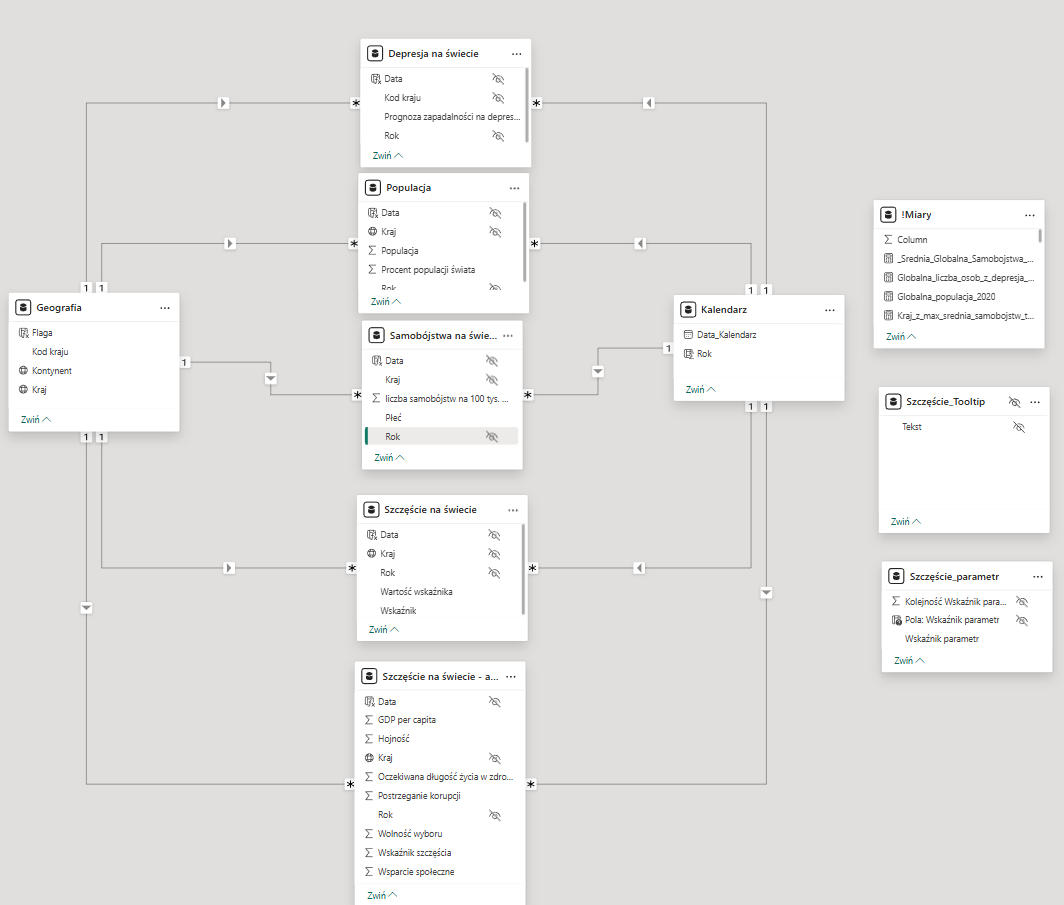 Depresja na świecie
Data
Kod kraju
Prognoza zapadalności na depres...
Rok
Zwiń
Populacja
Data
Kraj
Populacja
Procent populacji świata
Zwiń
Geografia
Flaga
Kod kraju
Kontynent
Kraj
Zwiń
Samobójstwa na świe...
Data
Kraj
liczba samobójstw na 100 tys. ...
Płeć
Rok
Zwiń
Szczęście na świecie
Data
Kraj
Rok
Wartość wskaźnika
Wskaźnik
Zwiń
Szczęście na świecie - a...
Data
GDP per capita
Hojność
Kraj
Oczekiwana długość życia w zdro...
Postrzeganie korupcji
Rok
Wolność wyboru
Wskaźnik szczęścia
Wsparcie społeczne
Zwiń
Kalendarz
Data_Kalendarz
Rok
Zwiń
!Miary
Column
_Srednia_Globalna_Samobojstwa_...
Globalna_liczba_osob_z_depresja_...
Globalna_populacja_2020
Kraj_z_max_srednia_samobojstw_t...
Zwiń
Szczęście_Tooltip
Tekst
Zwiń
Szczęście_parametr
Kolejność Wskaźnik para...
Pola: Wskaźnik parametr
Wskaźnik parametr
Zwiń
1 1
1
1 1
1 1
1
1 1
* *
* *
* *
* *
* *